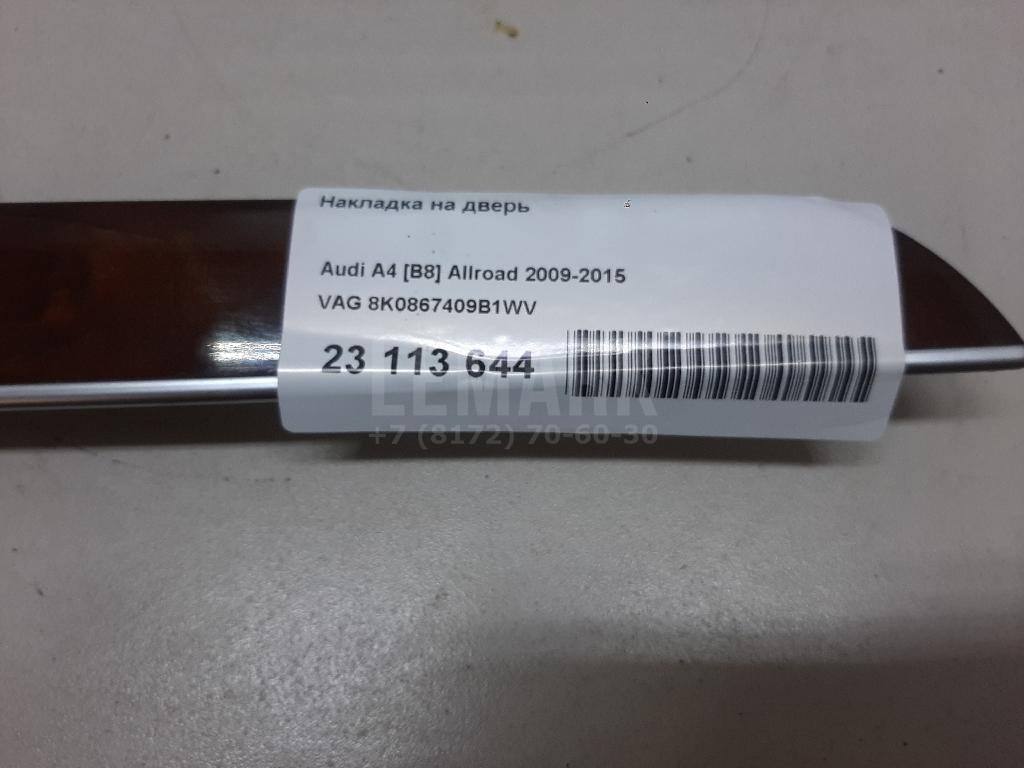 Накладка на дверь
Audi A4 [B8] Allroad 2009-2015
VAG 8K0867409B1WV
23 113 644
LEMARK
+7 (8172) 70-60-30